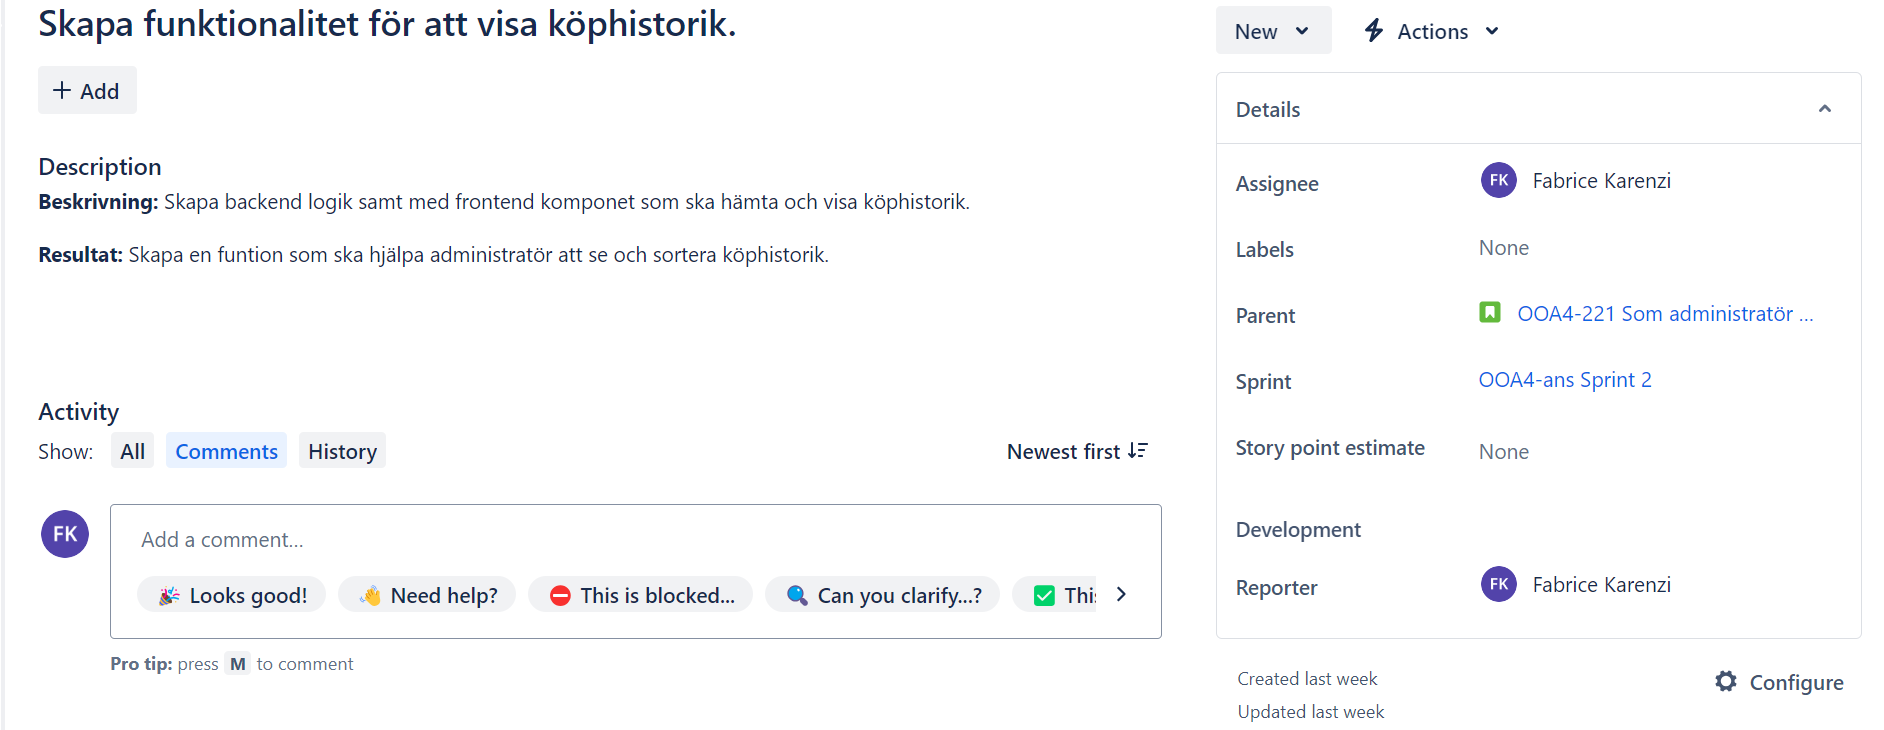 Skapa funktionalitet för att visa köphistorik.
Add
Description
Beskrivning: Skapa backend logik samt med frontend komponet som ska hämta och visa köphistorik.
Resultat: Skapa en funtion som ska hjälpa administratör att se och sortera köphistorik.
Activity
Show: All Comments History Newest first
FK
Add a comment...
Looks good! Need help? This is blocked... Can you clarify...? This
Pro tip: press M to comment
New Actions
Details
Assignee FK Fabrice Karenzi
Labels None
Parent OOA4-221 Som administratör ...
Sprint OOA4-ans Sprint 2
Story point estimate None
Development
Reporter FK Fabrice Karenzi
Created last week
Updated last week
Configure